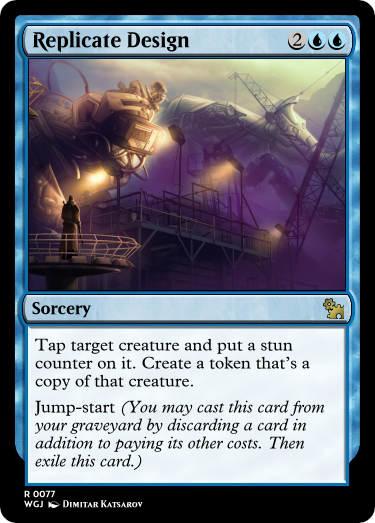 Replicate Design 2
Sorcery
Tap target creature and put a stun
counter on it. Create a token that's a
copy of that creature.
Jump-start (You may cast this card from
your graveyard by discarding a card in
addition to paying its other costs. Then
exile this card.)
R 0077
WGJ Dimitar Katsarov